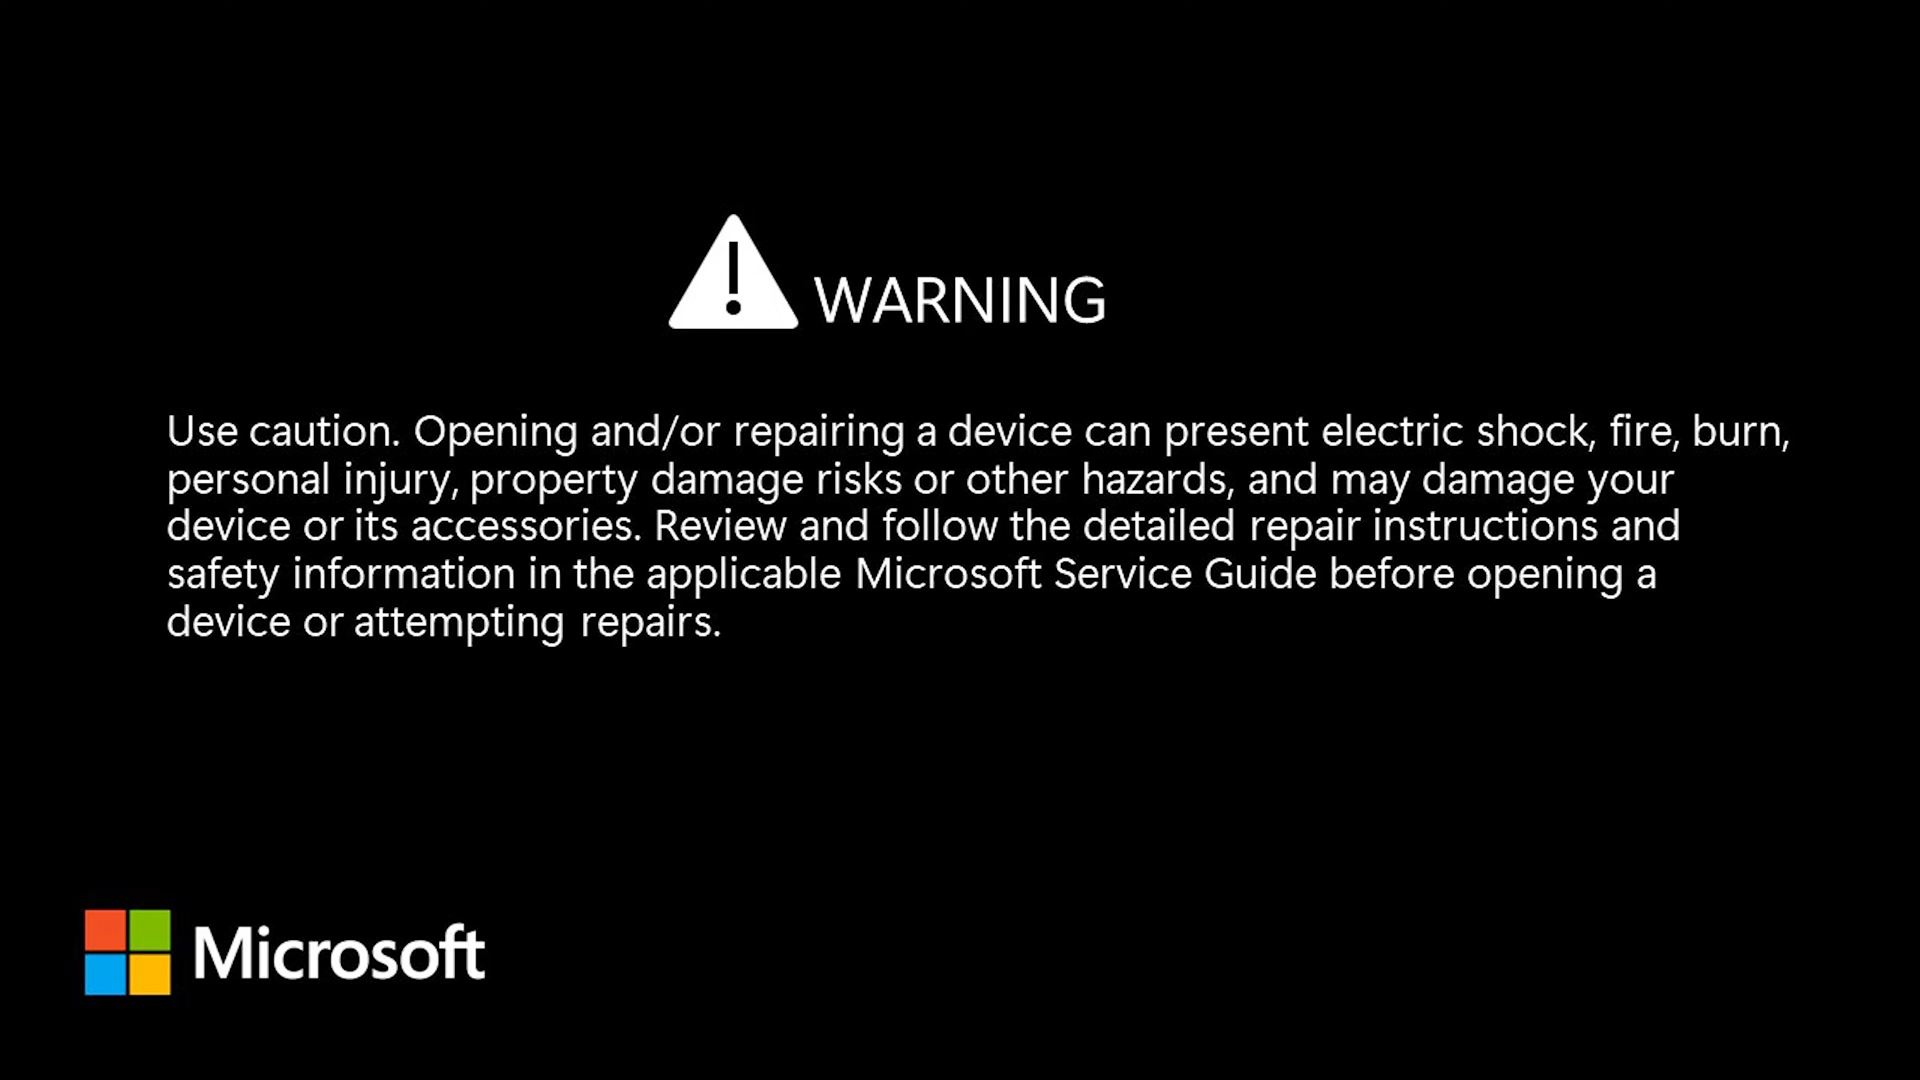 WARNING
Use caution. Opening and/or repairing a device can present electric shock, fire, burn,
personal injury, property damage risks or other hazards, and may damage your
device or its accessories. Review and follow the detailed repair instructions and
safety information in the applicable Microsoft Service Guide before opening a
device or attempting repairs.
Microsoft